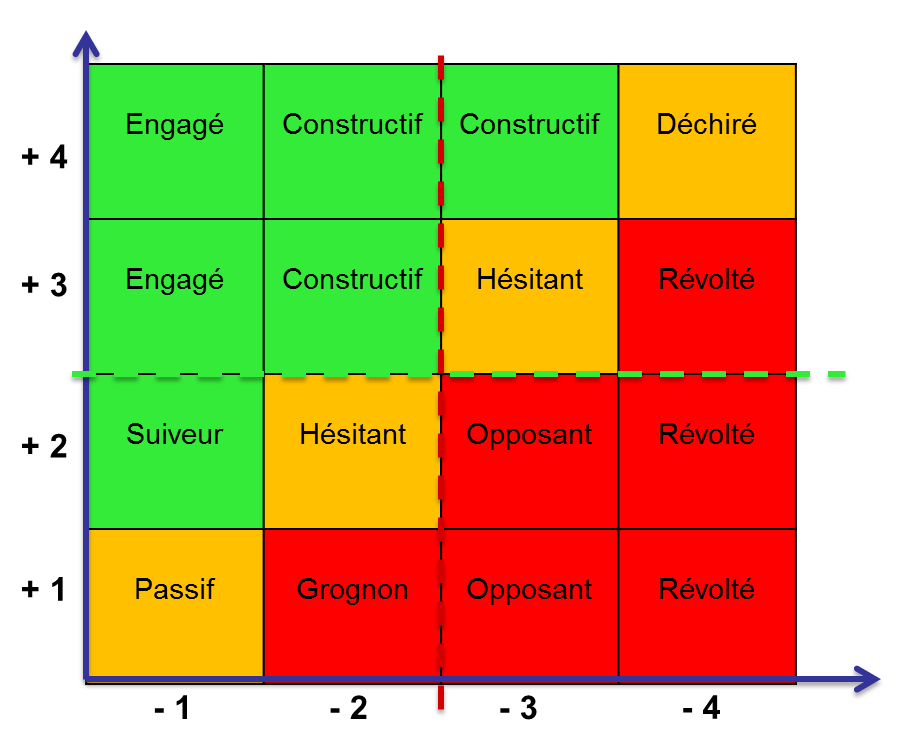 Engagé Constructif Constructif Déchiré
+ 4
Engagé Constructif Hésitant Révolté
+ 3
Suiveur Hésitant Opposant Révolté
+ 2
Passif Grognon Opposant Révolté
+ 1
- 1 - 2 - 3 - 4